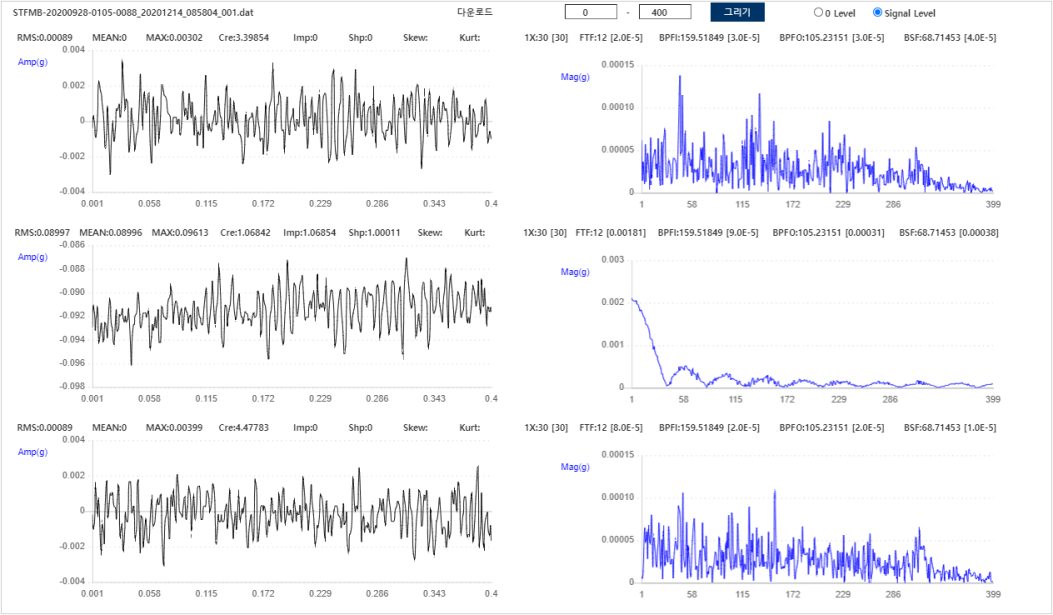 STFMB-20200928-0105-0088_20201214_085804_001.dat 다운로드 0 - 400 그리기 0 Level Signal Level
RMS:0.00089 MEAN:0 MAX:0.00302 Cre:3.39854 Imp:0 Shp:0 Skew: Kurt: 1X:30 [30] FTF:12 [2.0E-5] BPFI:159.51849 [3.0E-5] BPFO:105.23151 [3.0E-5] BSF:68.71453 [4.0E-5]
Amp(g)
0.004
0.002
0
-0.002
-0.004
0.001 0.058 0.115 0.172 0.229 0.286 0.343 0.4
Mag(g)
0.00015
0.00010
0.00005
0
1 58 115 172 229 286 399
RMS:0.08997 MEAN:0.08996 MAX:0.09613 Cre:1.06842 Imp:1.06854 Shp:1.00011 Skew: Kurt: 1X:30 [30] FTF:12 [0.00181] BPFI:159.51849 [9.0E-5] BPFO:105.23151 [0.00031] BSF:68.71453 [0.00038]
Amp(g)
-0.086
-0.088
-0.090
-0.092
-0.094
-0.096
-0.098
0.001 0.058 0.115 0.172 0.229 0.286 0.343 0.4
Mag(g)
0.003
0.002
0.001
0
1 58 115 172 229 286 399
RMS:0.00089 MEAN:0 MAX:0.00399 Cre:4.47783 Imp:0 Shp:0 Skew: Kurt: 1X:30 [30] FTF:12 [8.0E-5] BPFI:159.51849 [2.0E-5] BPFO:105.23151 [2.0E-5] BSF:68.71453 [1.0E-5]
Amp(g)
0.004
0.002
0
-0.002
-0.004
0.001 0.058 0.115 0.172 0.229 0.286 0.343 0.4
Mag(g)
0.00015
0.00010
0.00005
0
1 58 115 172 229 286 399